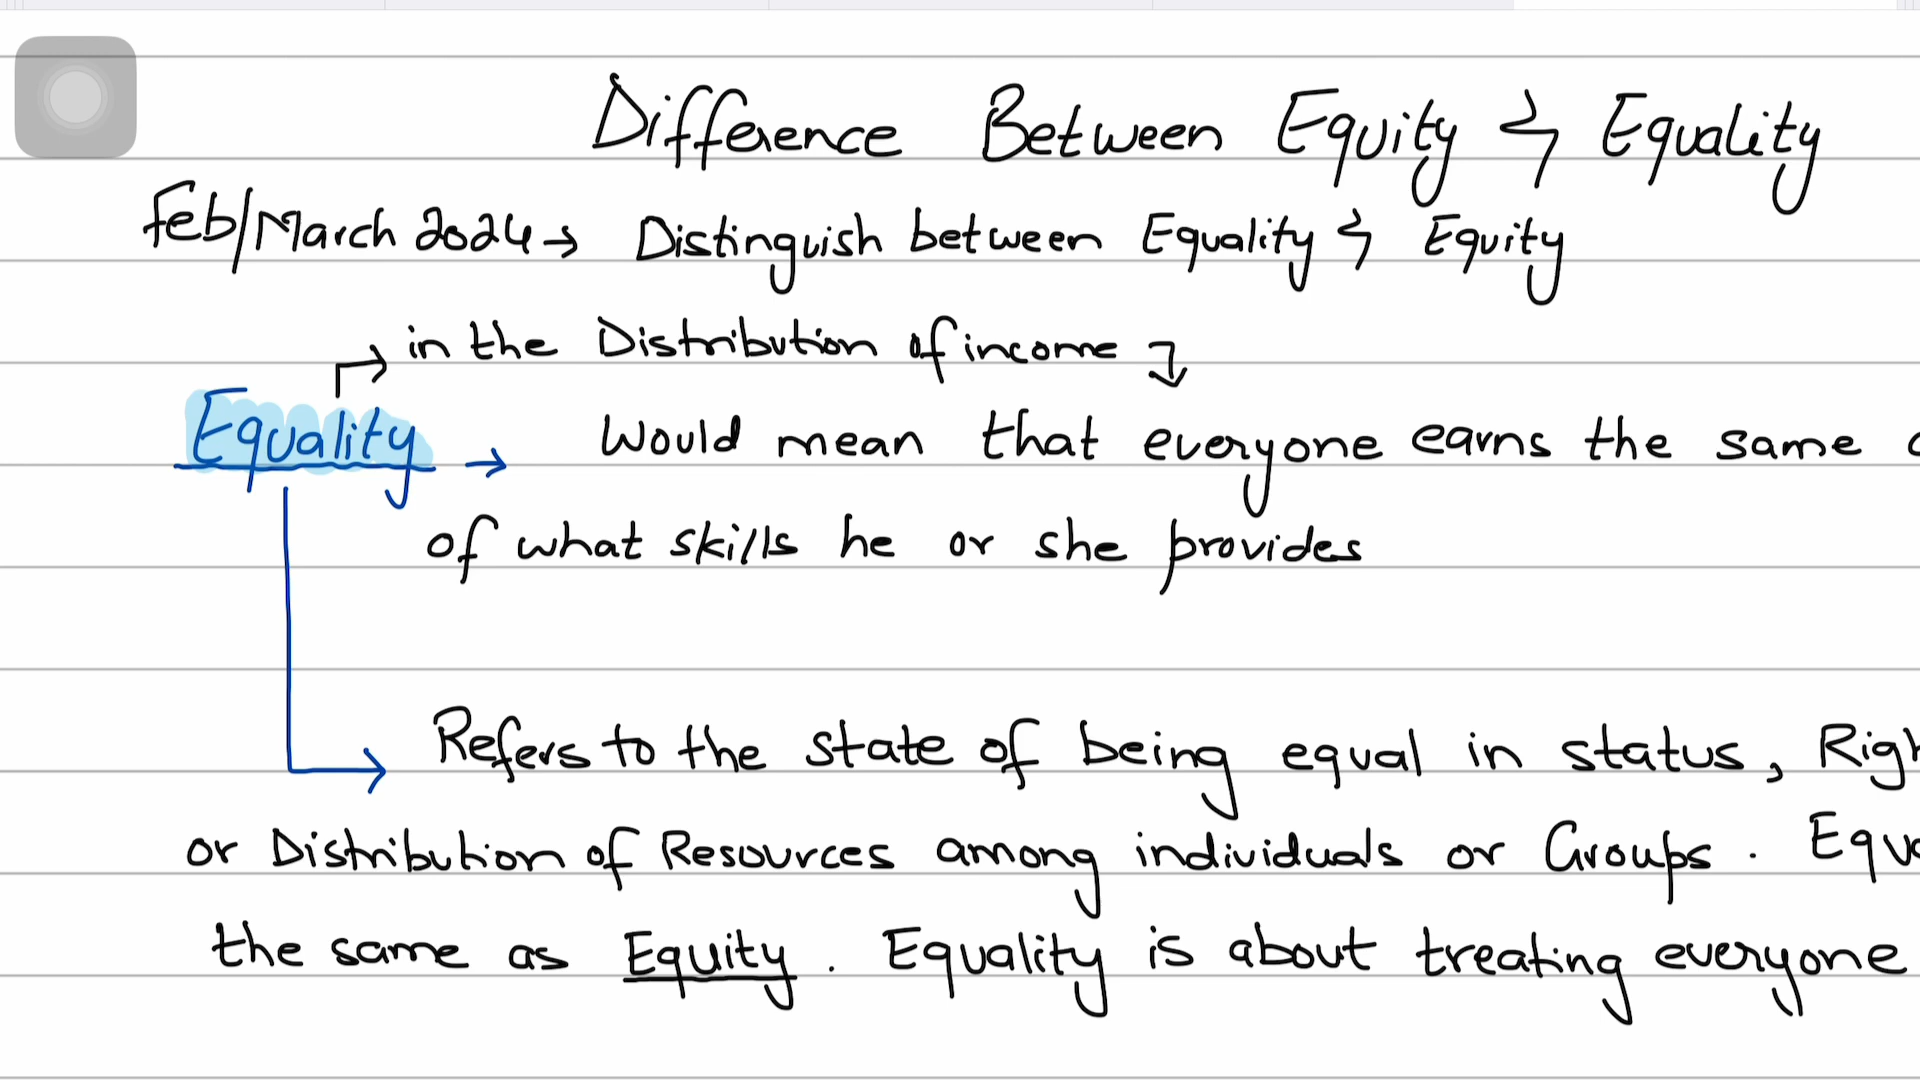 Difference Between Equity & Equality
Feb/March 2024 → Distinguish between Equality & Equity
in the Distribution of income
Equality → Would mean that everyone earns the same
of what skills he or she provides
Refers to the state of being equal in status,
or Distribution of Resources among individuals or Groups.
the same as Equity. Equality is about treating everyone